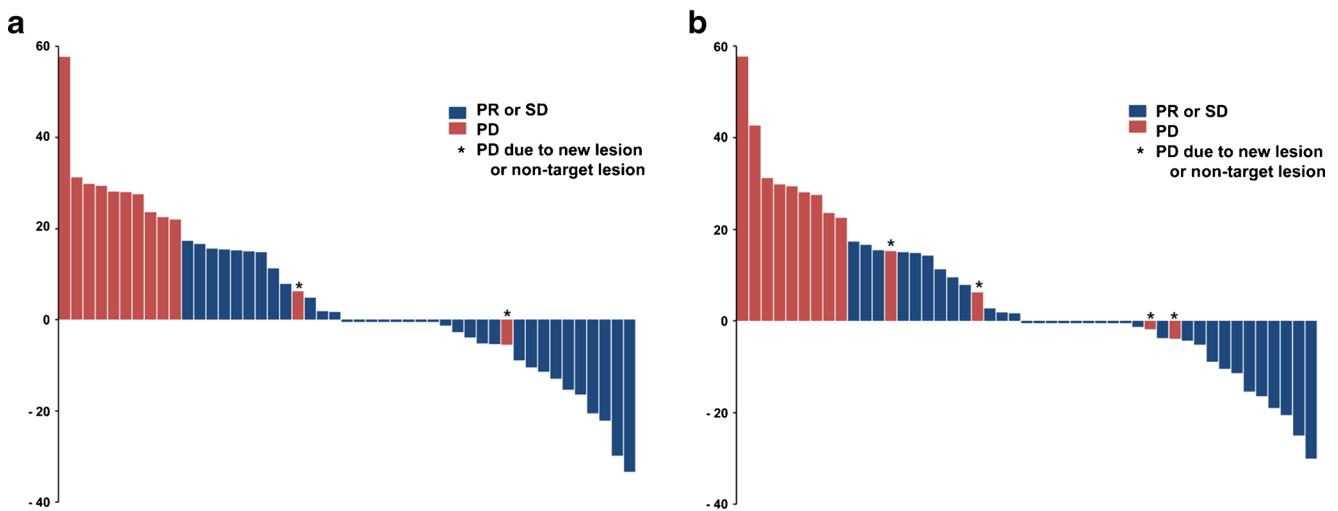 a
60
40
20
0
- 20
- 40
PR or SD
PD
* PD due to new lesion
or non-target lesion
*
*
b
60
40
20
0
- 20
- 40
PR or SD
PD
* PD due to new lesion
or non-target lesion
*
*
*
*